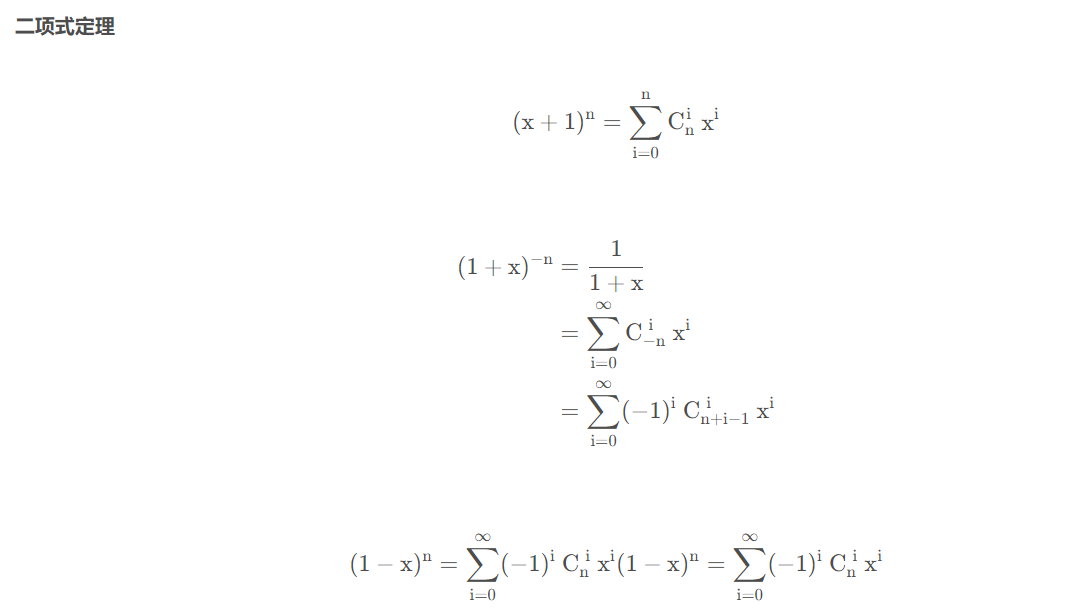 二项式定理
(x + 1)^n = \sum_{i=0}^{n} C_n^i x^i
(1 + x)^{-n} = \frac{1}{1 + x}
= \sum_{i=0}^{\infty} C_{-n}^i x^i
= \sum_{i=0}^{\infty} (-1)^i C_{n+i-1}^i x^i
(1 - x)^n = \sum_{i=0}^{\infty} (-1)^i C_n^i x^i (1 - x)^n = \sum_{i=0}^{\infty} (-1)^i C_n^i x^i